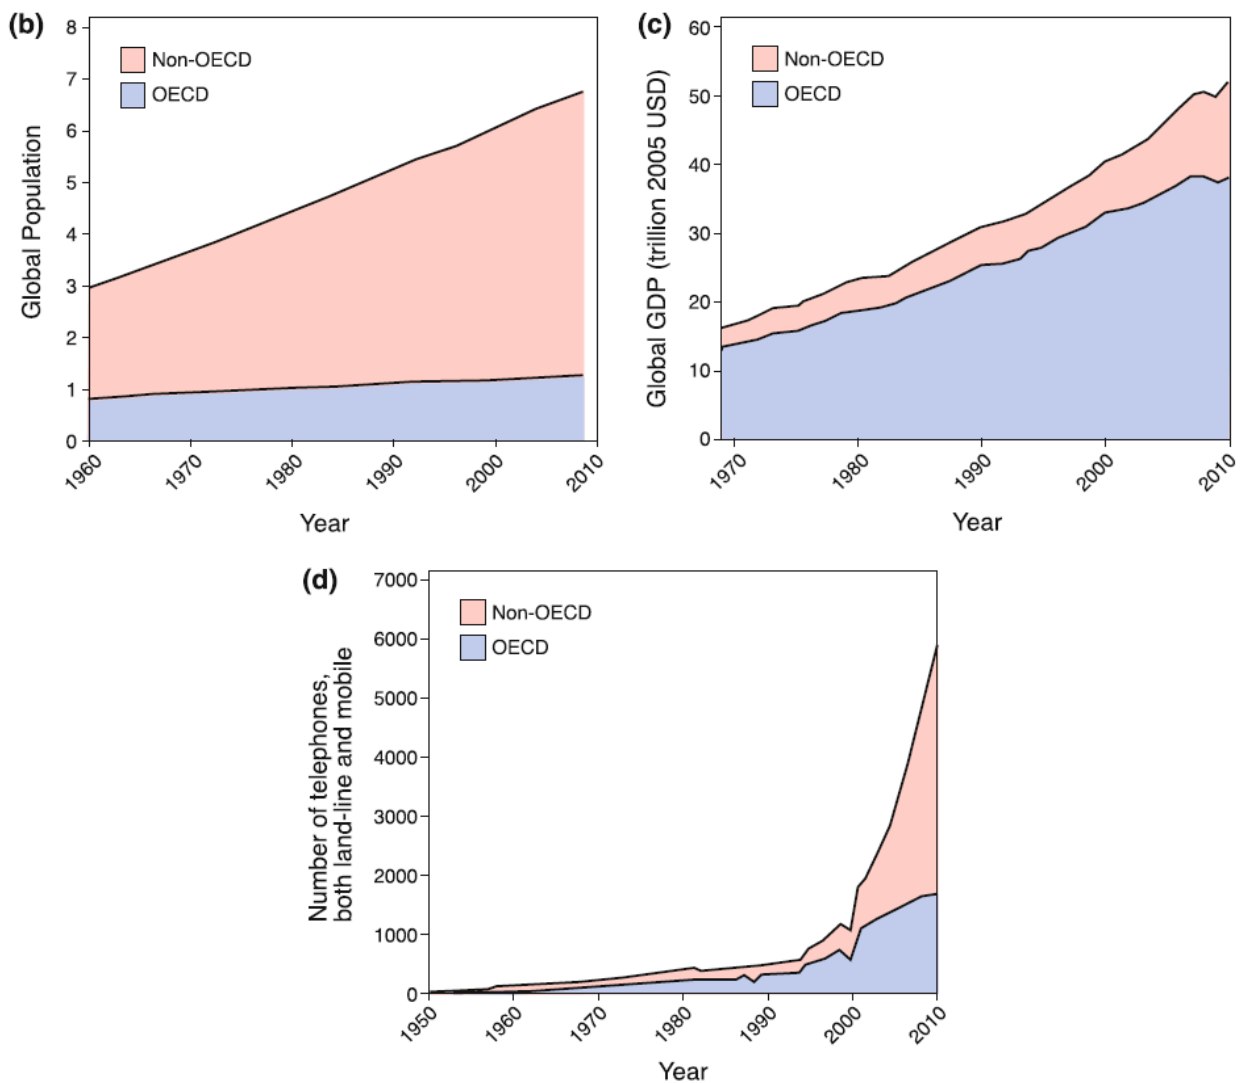 (b)
Global Population
8
7
6
5
4
3
2
1
0
Non-OECD
OECD
1960
1970
1980
1990
2000
2010
Year
(c)
Global GDP (trillion 2005 USD)
60
50
40
30
20
10
0
Non-OECD
OECD
1970
1980
1990
2000
2010
Year
(d)
Number of telephones,
both land-line and mobile
7000
6000
5000
4000
3000
2000
1000
0
Non-OECD
OECD
1950
1960
1970
1980
1990
2000
2010
Year